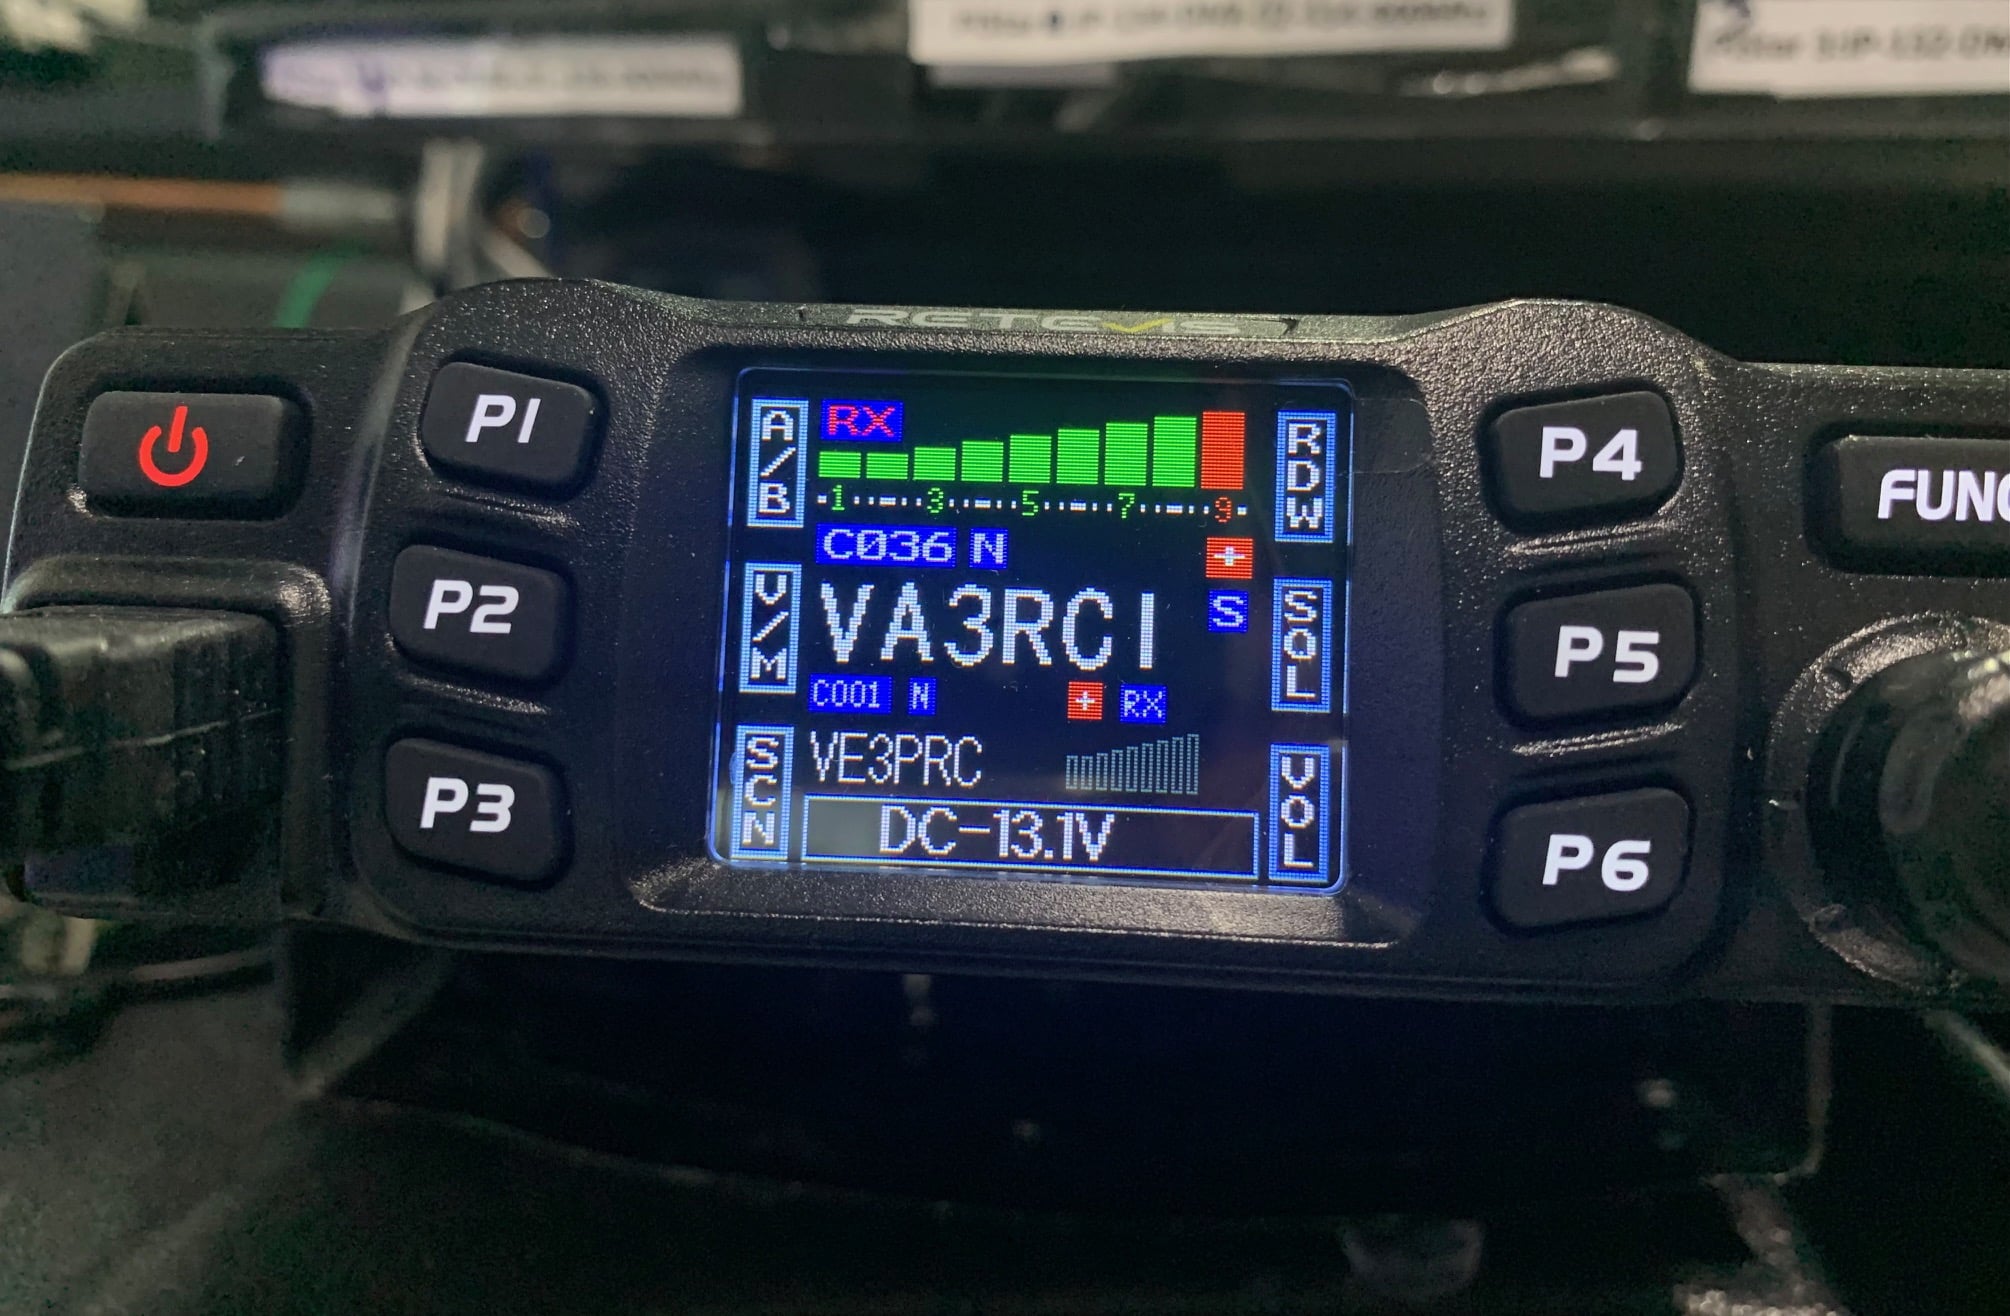 RETEVIS
P1
P2
P3
A/B
V/M
SCN
RX
1 3 5 7 9
C036 N +
VA3RCI S
C001 N + RX
VE3PRC
DC-13.1V
RDW
SQL
VOL
P4
P5
P6
FUNC